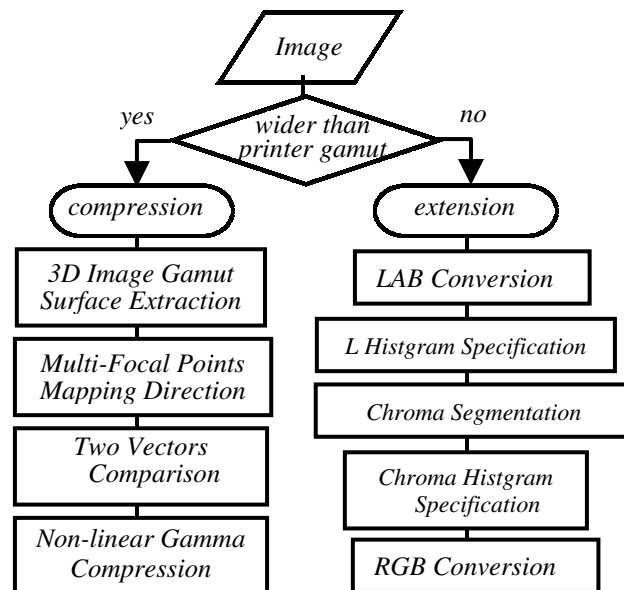 Image
wider than
printer gamut
yes
no
compression
3D Image Gamut
Surface Extraction
Multi-Focal Points
Mapping Direction
Two Vectors
Comparison
Non-linear Gamma
Compression
extension
LAB Conversion
L Histgram Specification
Chroma Segmentation
Chroma Histgram
Specification
RGB Conversion